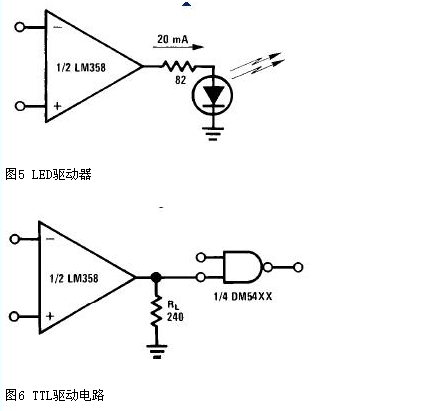 −
20 mA
1/2 LM358
82
+
图5 LED驱动器
−
1/2 LM358
RL
240
1/4 DM54XX
+
图6 TTL驱动电路